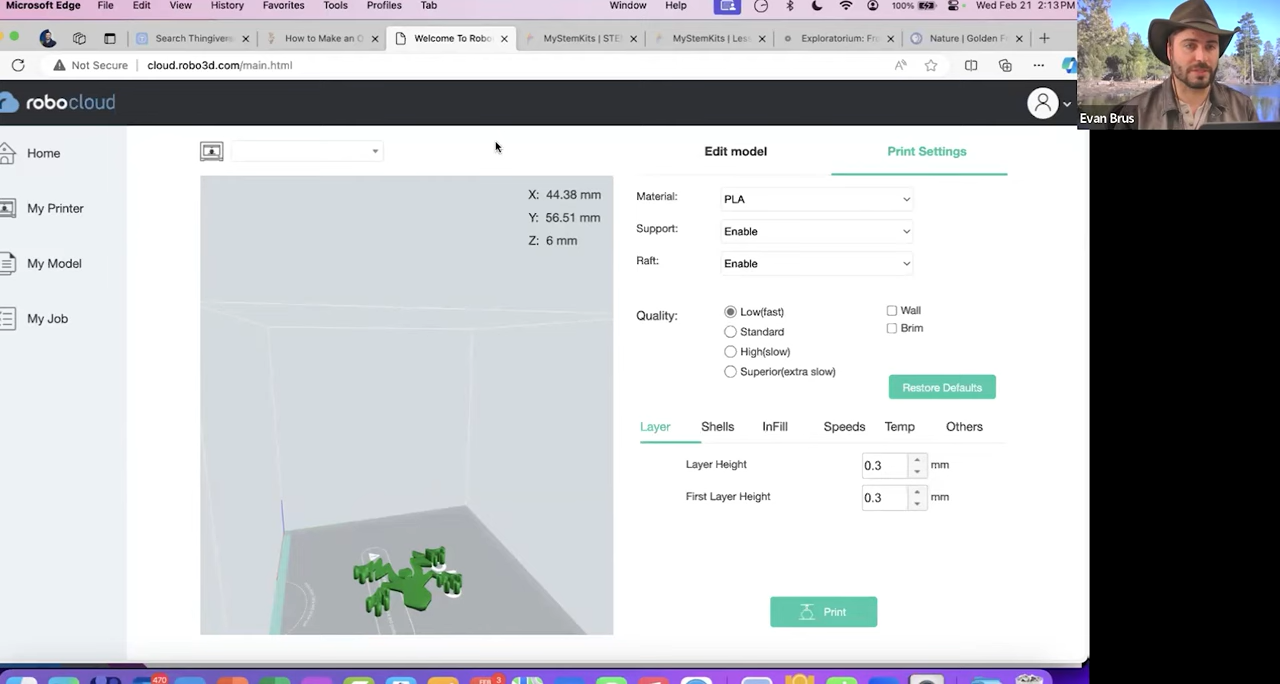 Microsoft Edge File Edit View History Favorites Tools Profiles Tab Window Help 100% Wed Feb 21 2:13 PM
Search Thingiver How to Make an O Welcome To Robo MyStemKits | STE MyStemKits | Les Exploratorium: Fr Nature | Golden F
Not Secure cloud.robo3d.com/main.html
robocloud
Evan Brus
Home
My Printer
My Model
My Job
X: 44.38 mm
Y: 56.51 mm
Z: 6 mm
Edit model Print Settings
Material: PLA
Support: Enable
Raft: Enable
Quality: Low(fast) Wall
Standard Brim
High(slow)
Superior(extra slow)
Restore Defaults
Layer Shells InFill Speeds Temp Others
Layer Height 0.3 mm
First Layer Height 0.3 mm
Print
470
FEB 3